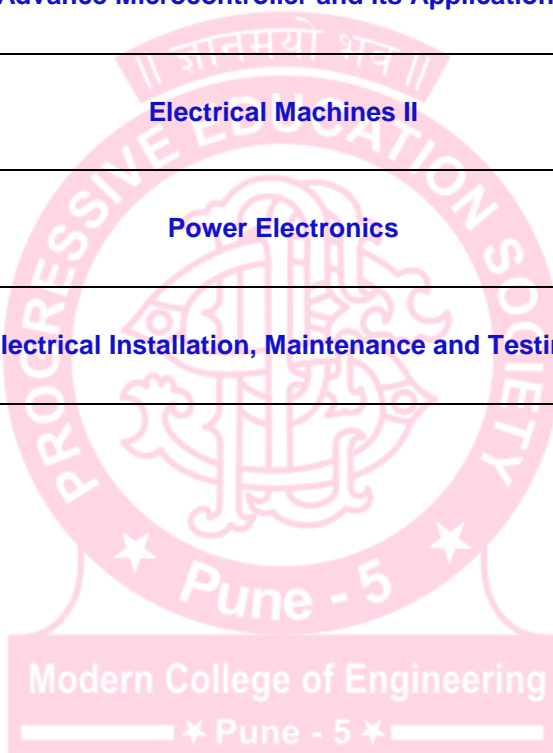 Advance Microcontroller and its Application
|| ज्ञानमयो भव ||
Electrical Machines II
PROGRESSIVE EDUCATION SOCIETY
Power Electronics
lectrical Installation, Maintenance and Testin
Pune - 5
Modern College of Engineering
Pune - 5